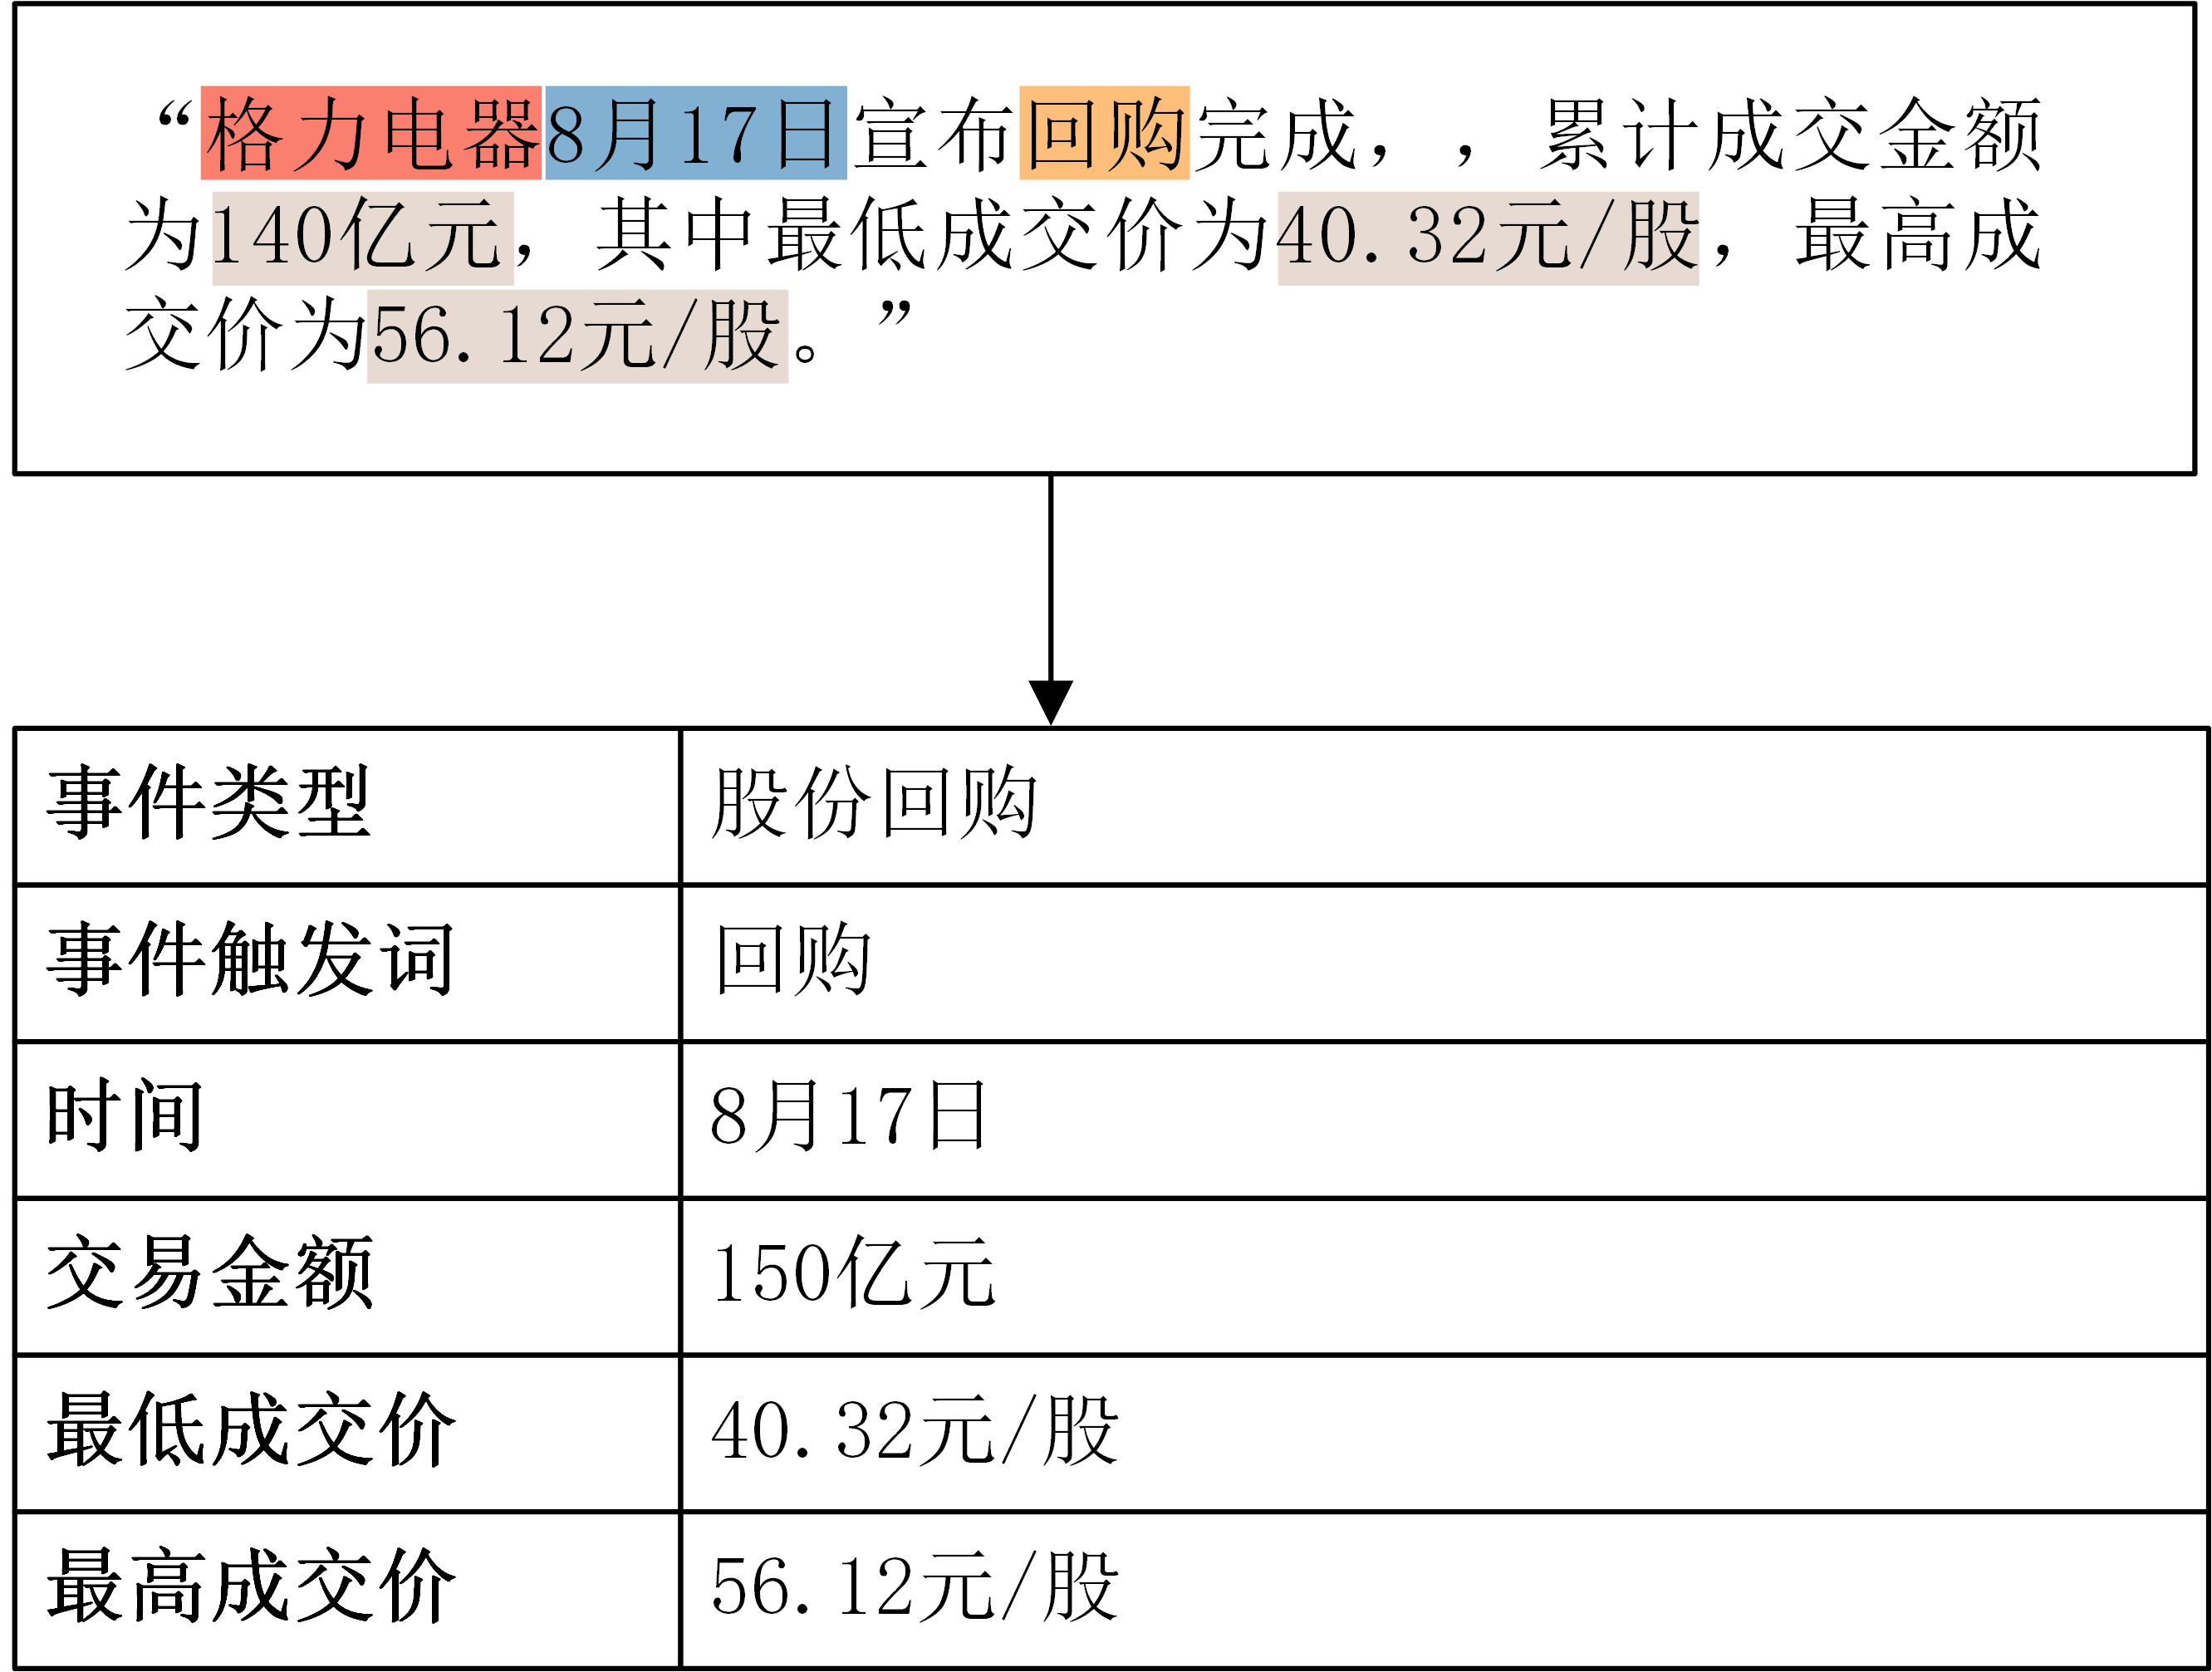 “格力电器8月17日宣布回购完成，，累计成交金额
为140亿元，其中最低成交价为40.32元/股，最高成
交价为56.12元/股。”
事件类型 股份回购
事件触发词 回购
时间 8月17日
交易金额 150亿元
最低成交价 40.32元/股
最高成交价 56.12元/股